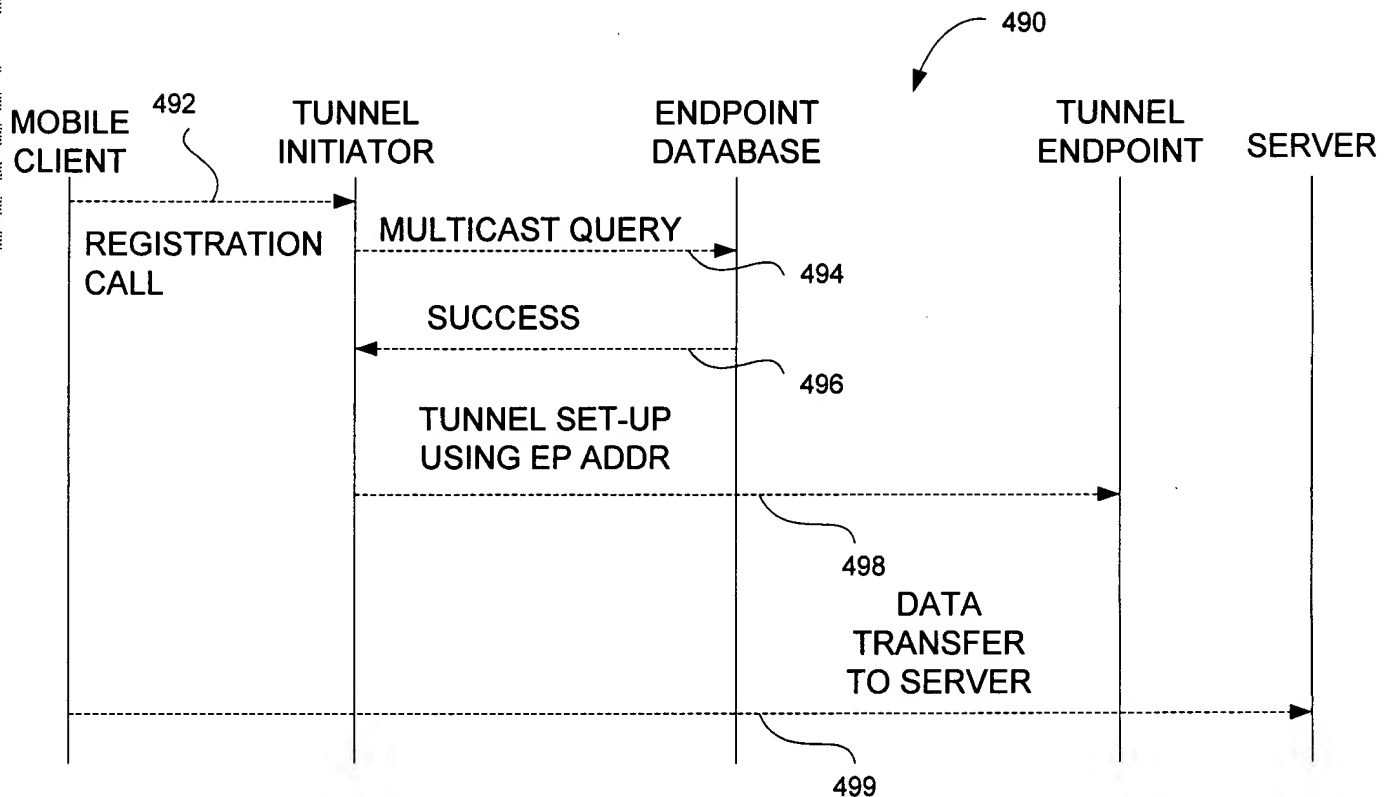 490
492
MOBILE
CLIENT
TUNNEL
INITIATOR
ENDPOINT
DATABASE
TUNNEL
ENDPOINT
SERVER
REGISTRATION
CALL
MULTICAST QUERY
494
SUCCESS
496
TUNNEL SET-UP
USING EP ADDR
498
DATA
TRANSFER
TO SERVER
499